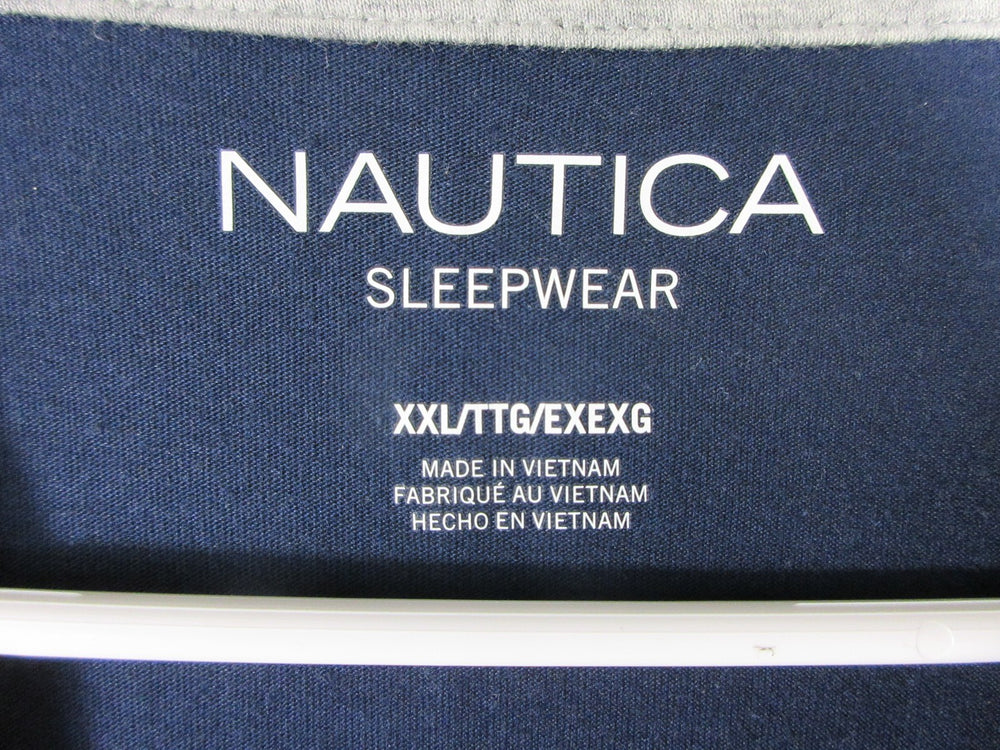 NAUTICA
SLEEPWEAR
XXL/TTG/EXEXG
MADE IN VIETNAM
FABRIQUÉ AU VIETNAM
HECHO EN VIETNAM